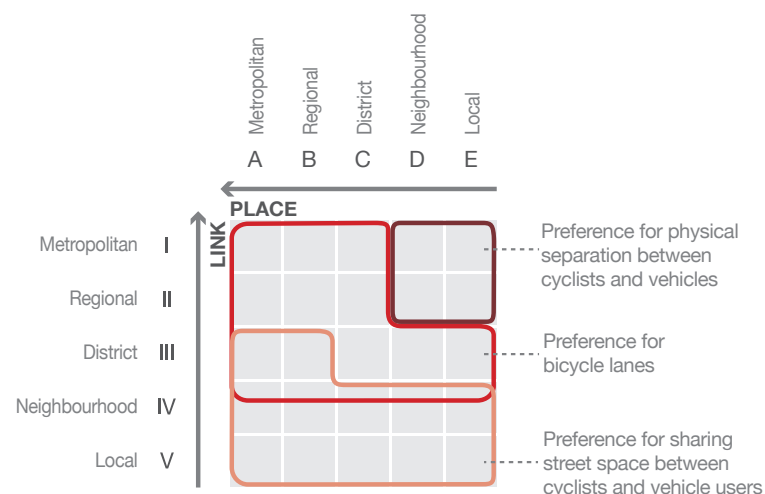 Metropolitan
Regional
District
Neighbourhood
Local
A B C D E
PLACE
LINK
Metropolitan I
Regional II
District III
Neighbourhood IV
Local V
Preference for physical
separation between
cyclists and vehicles
Preference for
bicycle lanes
Preference for sharing
street space between
cyclists and vehicle users